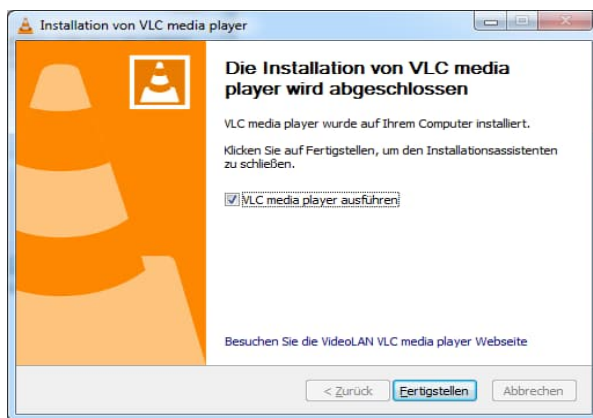 Installation von VLC media player
Die Installation von VLC media
player wird abgeschlossen
VLC media player wurde auf Ihrem Computer installiert.
Klicken Sie auf Fertigstellen, um den Installationsassistenten
zu schließen.
VLC media player ausführen
Besuchen Sie die VideoLAN VLC media player Webseite
< Zurück Fertigstellen Abbrechen